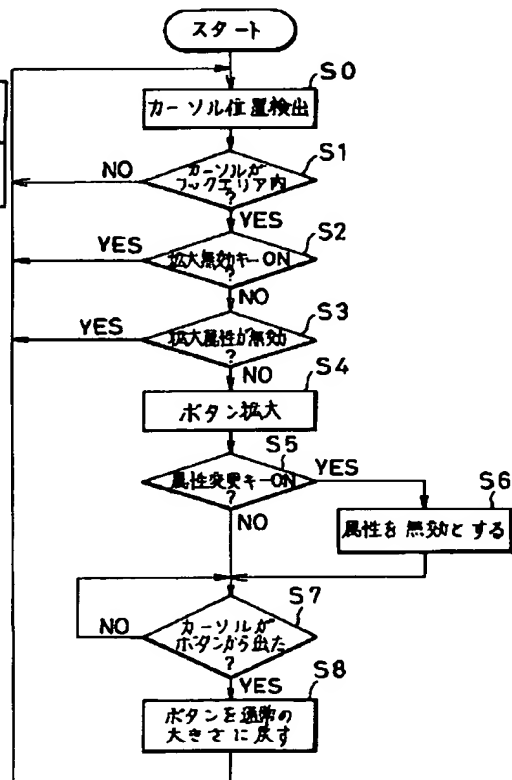 スタート
S0
カーソル位置検出
S1
カーソルが
フックエリア内
?
NO
YES
S2
拡大無効キーON
?
YES
NO
S3
拡大属性が無効
?
YES
NO
S4
ボタン拡大
S5
属性変更キーON
?
YES
NO
S6
属性を無効とする
S7
カーソルが
ボタンから出た
?
NO
YES
S8
ボタンを通常の
大きさに戻す